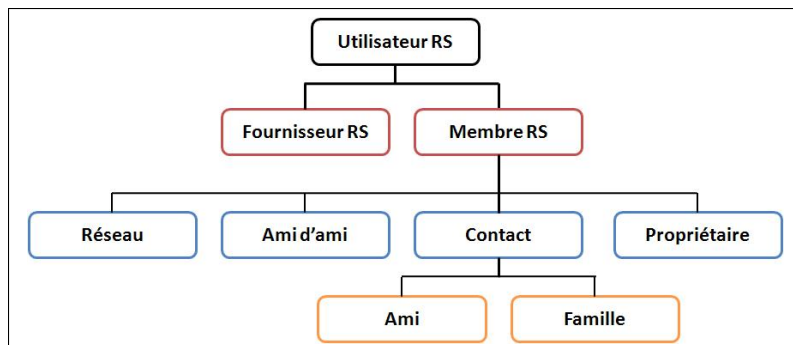 Utilisateur RS
Fournisseur RS
Membre RS
Réseau
Ami d’ami
Contact
Propriétaire
Ami
Famille